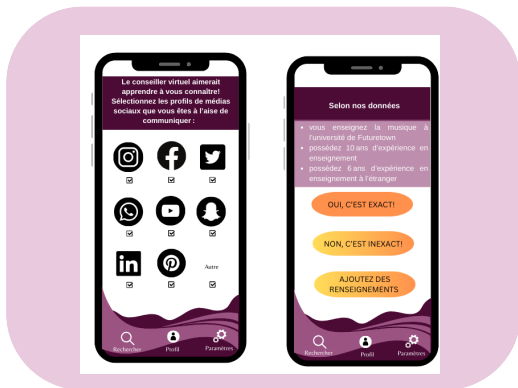 Le conseiller virtuel aimerait
apprendre à vous connaître!
Sélectionnez les profils de médias
sociaux que vous êtes à l'aise de
communiquer :
in
Autre
Rechercher
Profil
Paramètres
Selon nos données
• vous enseignez la musique à
l'université de Futuretown
• possédez 10 ans d'expérience en
enseignement
• possédez 6 ans d'expérience en
enseignement à l'étranger
OUI, C'EST EXACT!
NON, C'EST INEXACT!
AJOUTEZ DES
RENSEIGNEMENTS
Rechercher
Profil
Paramètres